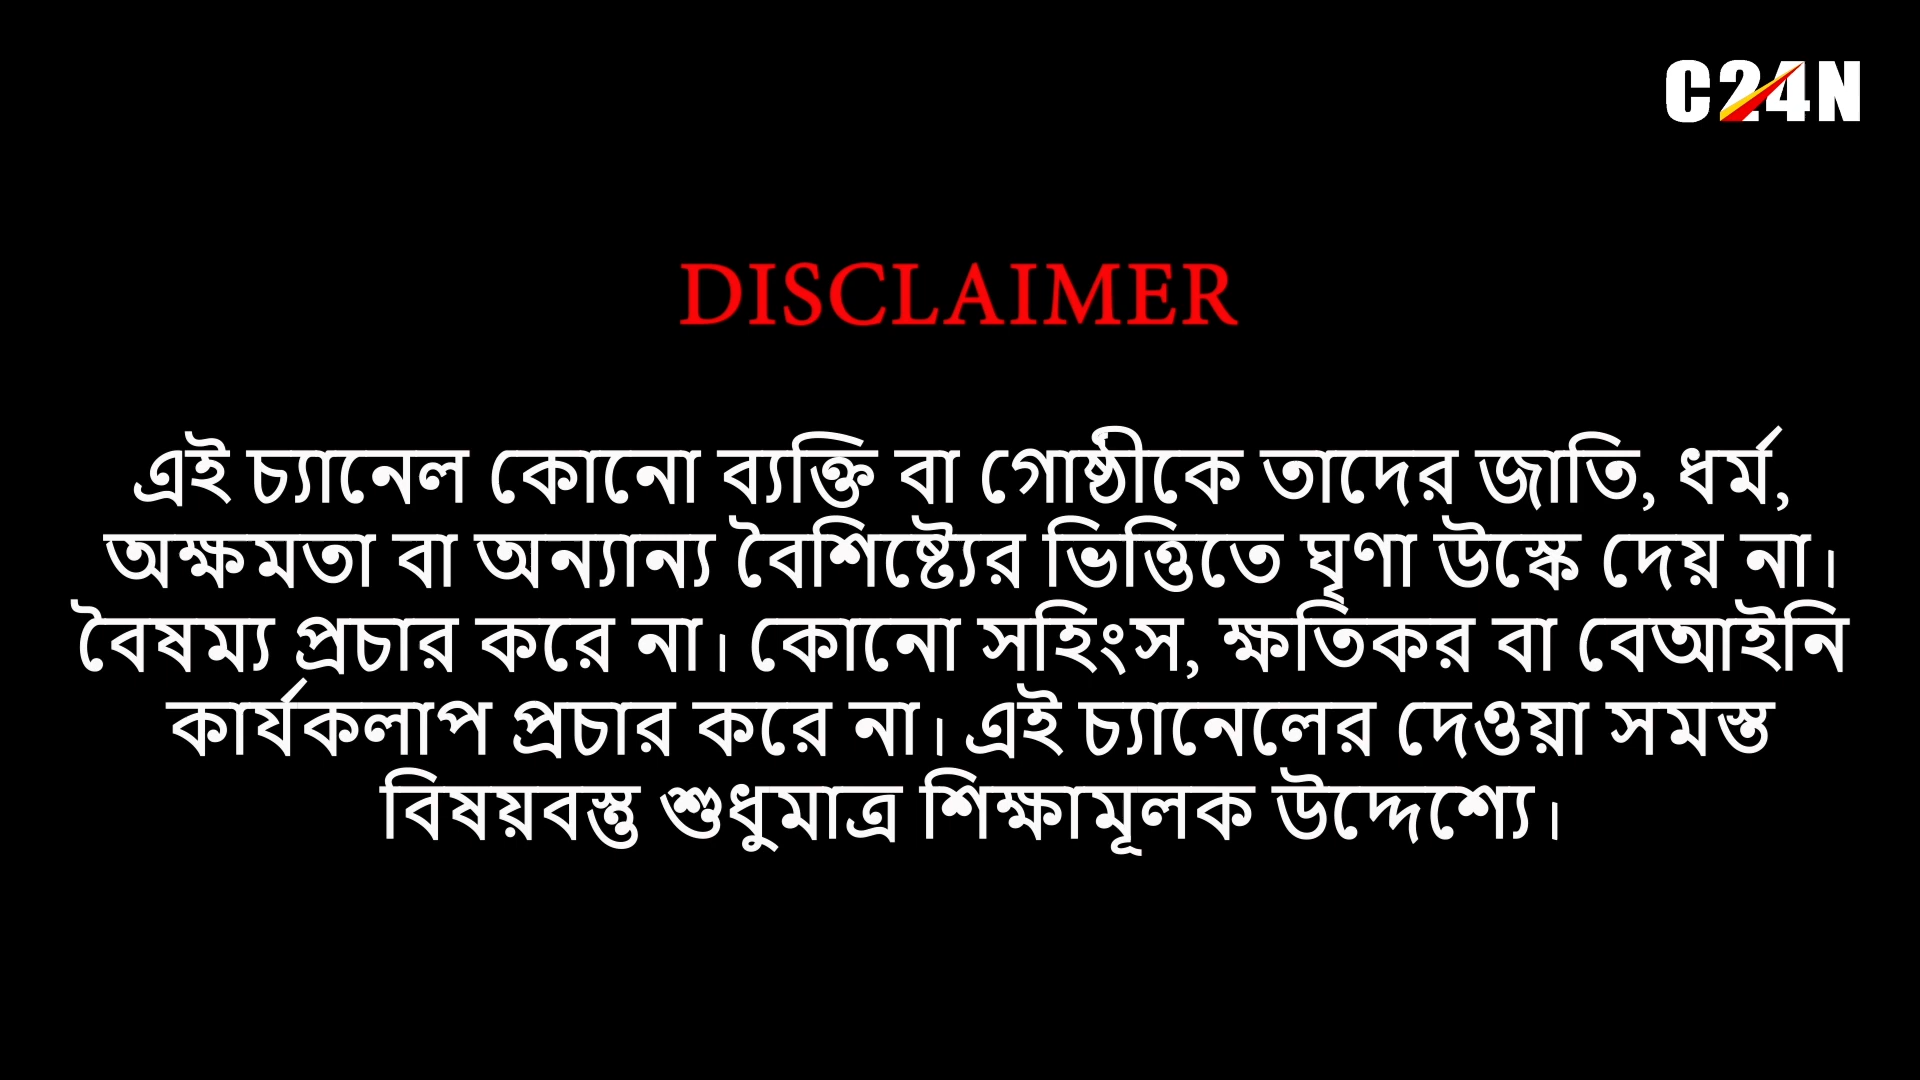 C24N
DISCLAIMER
এই চ্যানেল কোনো ব্যক্তি বা গোষ্ঠীকে তাদের জাতি, ধর্ম,
অক্ষমতা বা অন্যান্য বৈশিষ্ট্যের ভিত্তিতে ঘৃণা উস্কে দেয় না।
বৈষম্য প্রচার করে না। কোনো সহিংস, ক্ষতিকর বা বেআইনি
কার্যকলাপ প্রচার করে না। এই চ্যানেলের দেওয়া সমস্ত
বিষয়বস্তু শুধুমাত্র শিক্ষামূলক উদ্দেশ্যে।